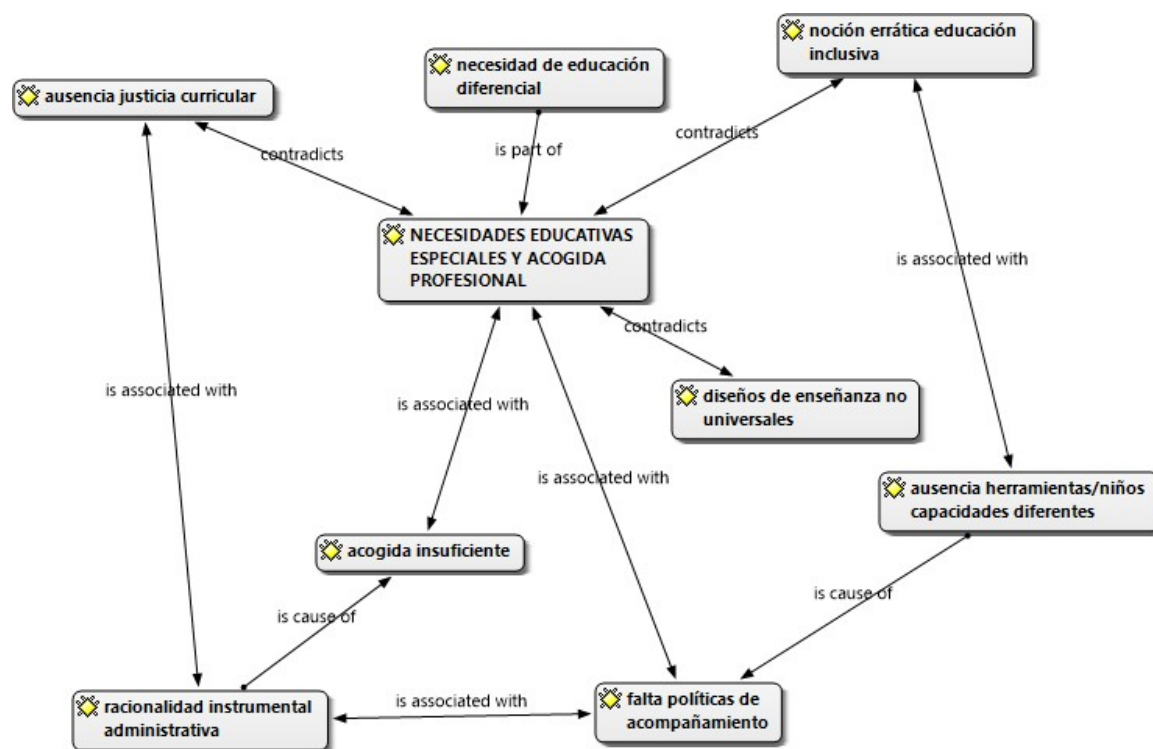 noción errática educación
inclusiva
necesidad de educación
diferencial
ausencia justicia curricular
contradicts
is part of
contradicts
NECESIDADES EDUCATIVAS
ESPECIALES Y ACOGIDA
PROFESIONAL
is associated with
contradicts
is associated with
is associated with
diseños de enseñanza no
universales
is associated with
ausencia herramientas/niños
capacidades diferentes
acogida insuficiente
is cause of
is cause of
racionalidad instrumental
administrativa
is associated with
falta políticas de
acompañamiento